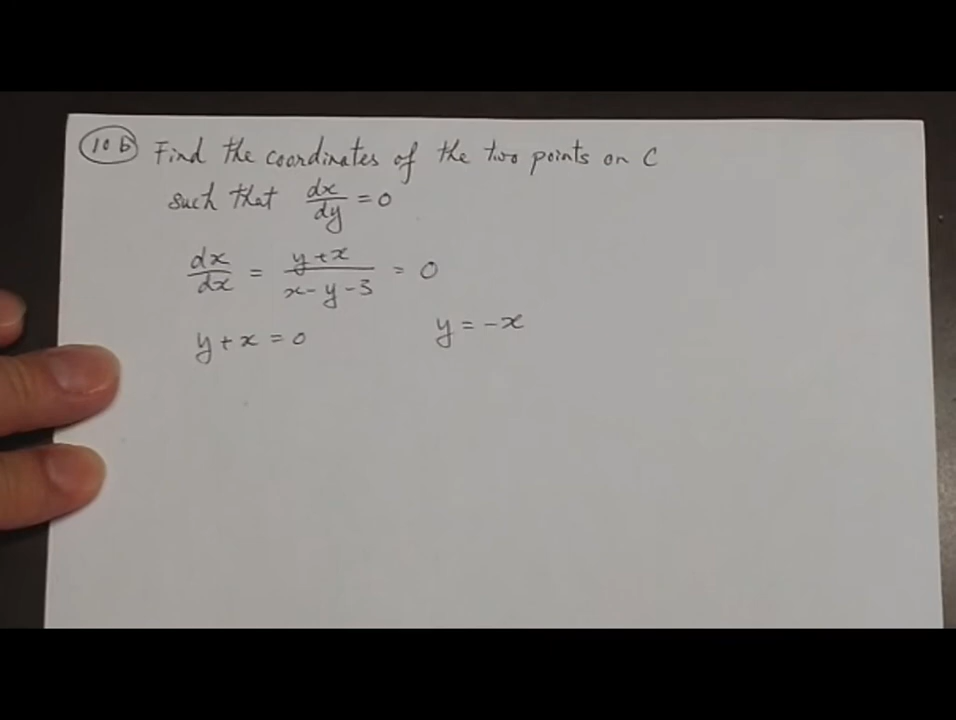 10b Find the coordinates of the two points on C
such that dx/dy = 0
dx/dx = y+x/x-y-3 = 0
y+x=0 y=-x